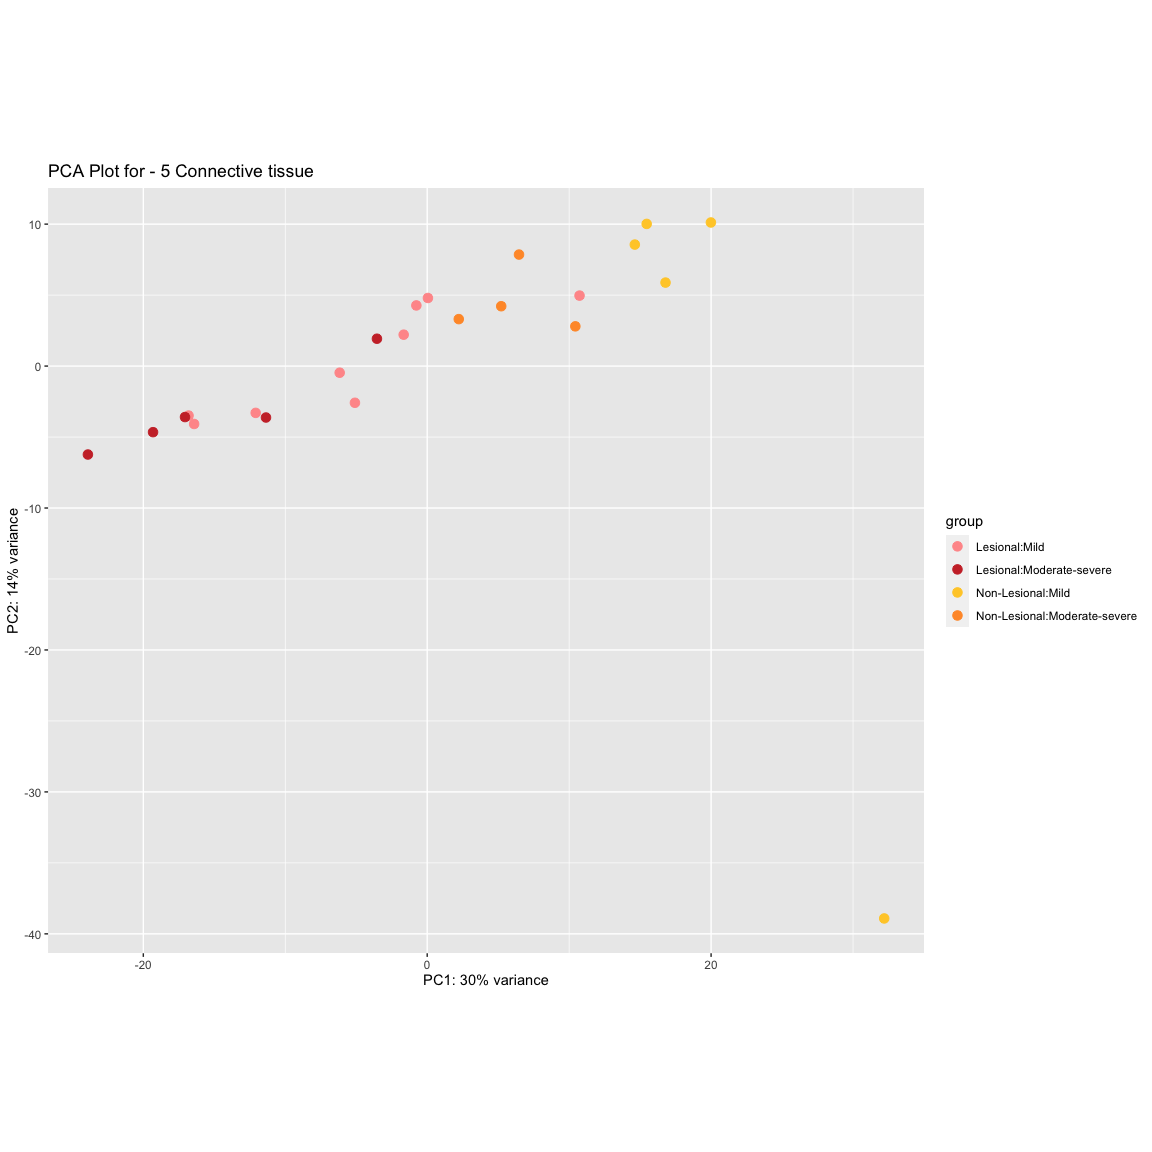 PCA Plot for - 5 Connective tissue
10
0
-10
-20
-30
-40
PC2: 14% variance
-20
0
20
PC1: 30% variance
group
Lesional:Mild
Lesional:Moderate-severe
Non-Lesional:Mild
Non-Lesional:Moderate-severe